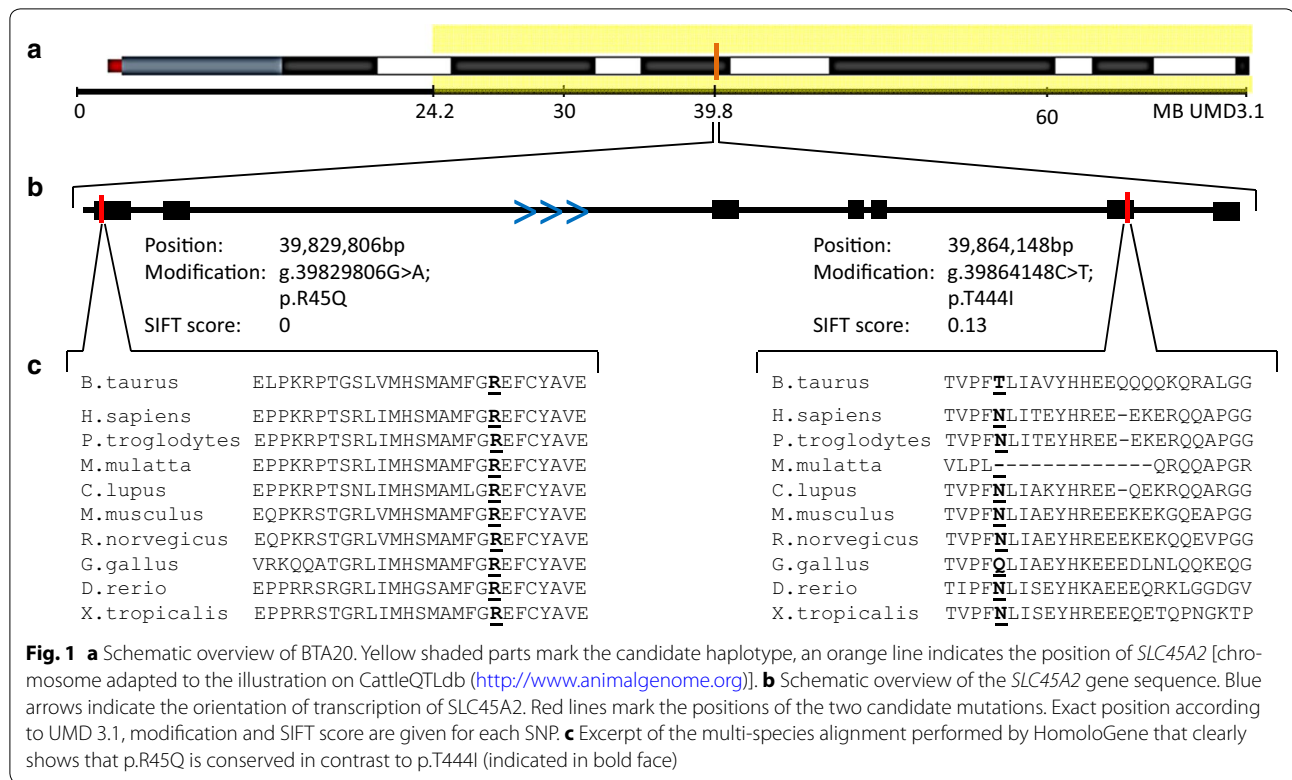 a
0 24.2 30 39.8 60 MB UMD3.1
b
Position: 39,829,806bp
Modification: g.39829806G>A;
p.R45Q
SIFT score: 0
Position: 39,864,148bp
Modification: g.39864148C>T;
p.T444I
SIFT score: 0.13
c
B.taurus ELPKRPTGSLVMHSMAMFGREFCYAVE
H.sapiens EPPKRPTSRLIMHSMAMFGREFCYAVE
P.troglodytes EPPKRPTSRLIMHSMAMFGREFCYAVE
M.mulatta EPPKRPTSRLIMHSMAMFGREFCYAVE
C.lupus EPPKRPTSNLIMHSMAMLGREFCYAVE
M.musculus EQPKRSTGRLVMHSMAMFGREFCYAVE
R.norvegicus EQPKRSTGRLVMHSMAMFGREFCYAVE
G.gallus VRKQQATGRLIMHSMAMFGREFCYAVE
D.rerio EPPRRSRGRLIMHGSAMFGREFCYAVE
X.tropicalis EPPRRSTGRLIMHSMAMFGREFCYAVE
B.taurus TVPFTLIAVYHHEEQQQQKQRALGG
H.sapiens TVPFNLITEYHREE-EKERQQAPGG
P.troglodytes TVPFNLITEYHREE-EKERQQAPGG
M.mulatta VLPL--------------QRQQAPGR
C.lupus TVPFNLIAKYHREE-QEKRQQARGG
M.musculus TVPFNLIAEYHREEEKEKGQEAPGG
R.norvegicus TVPFNLIAEYHREEEKEKQQEVPGG
G.gallus TVPFQLIAEYHKEEEDLNLQQKEQG
D.rerio TIPFNLISEYHKAEEEQRKLGGDGV
X.tropicalis TVPFNLISEYHREEEQETQPNGKTP
Fig. 1 a Schematic overview of BTA20. Yellow shaded parts mark the candidate haplotype, an orange line indicates the position of SLC45A2 [chro-
mosome adapted to the illustration on CattleQTLdb (http://www.animalgenome.org)]. b Schematic overview of the SLC45A2 gene sequence. Blue
arrows indicate the orientation of transcription of SLC45A2. Red lines mark the positions of the two candidate mutations. Exact position according
to UMD 3.1, modification and SIFT score are given for each SNP. c Excerpt of the multi-species alignment performed by HomoloGene that clearly
shows that p.R45Q is conserved in contrast to p.T444I (indicated in bold face)